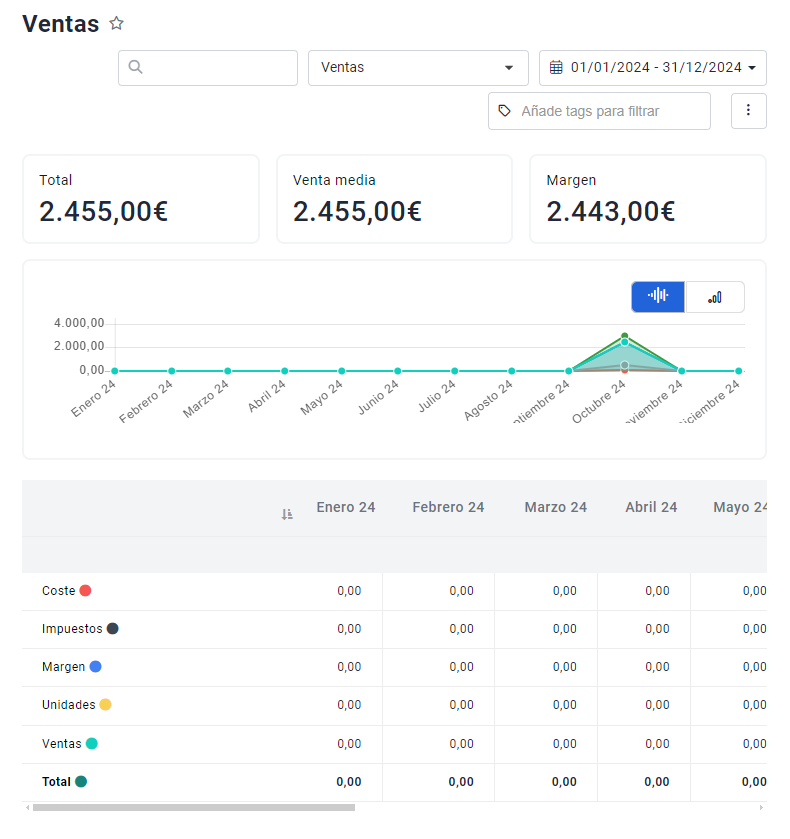 Ventas
Ventas
01/01/2024 - 31/12/2024
Añade tags para filtrar
Total
Venta media
Margen
2.455,00€
2.455,00€
2.443,00€
4.000,00
2.000,00
0,00
Enero 24
Febrero 24
Marzo 24
Abril 24
Mayo 24
Junio 24
Julio 24
Agosto 24
ptiembre 24
Octubre 24
viembre 24
iciembre 24
Enero 24 Febrero 24 Marzo 24 Abril 24 Mayo 24
Coste 0,00 0,00 0,00 0,00 0,00
Impuestos 0,00 0,00 0,00 0,00 0,00
Margen 0,00 0,00 0,00 0,00 0,00
Unidades 0,00 0,00 0,00 0,00 0,00
Ventas 0,00 0,00 0,00 0,00 0,00
Total 0,00 0,00 0,00 0,00 0,00